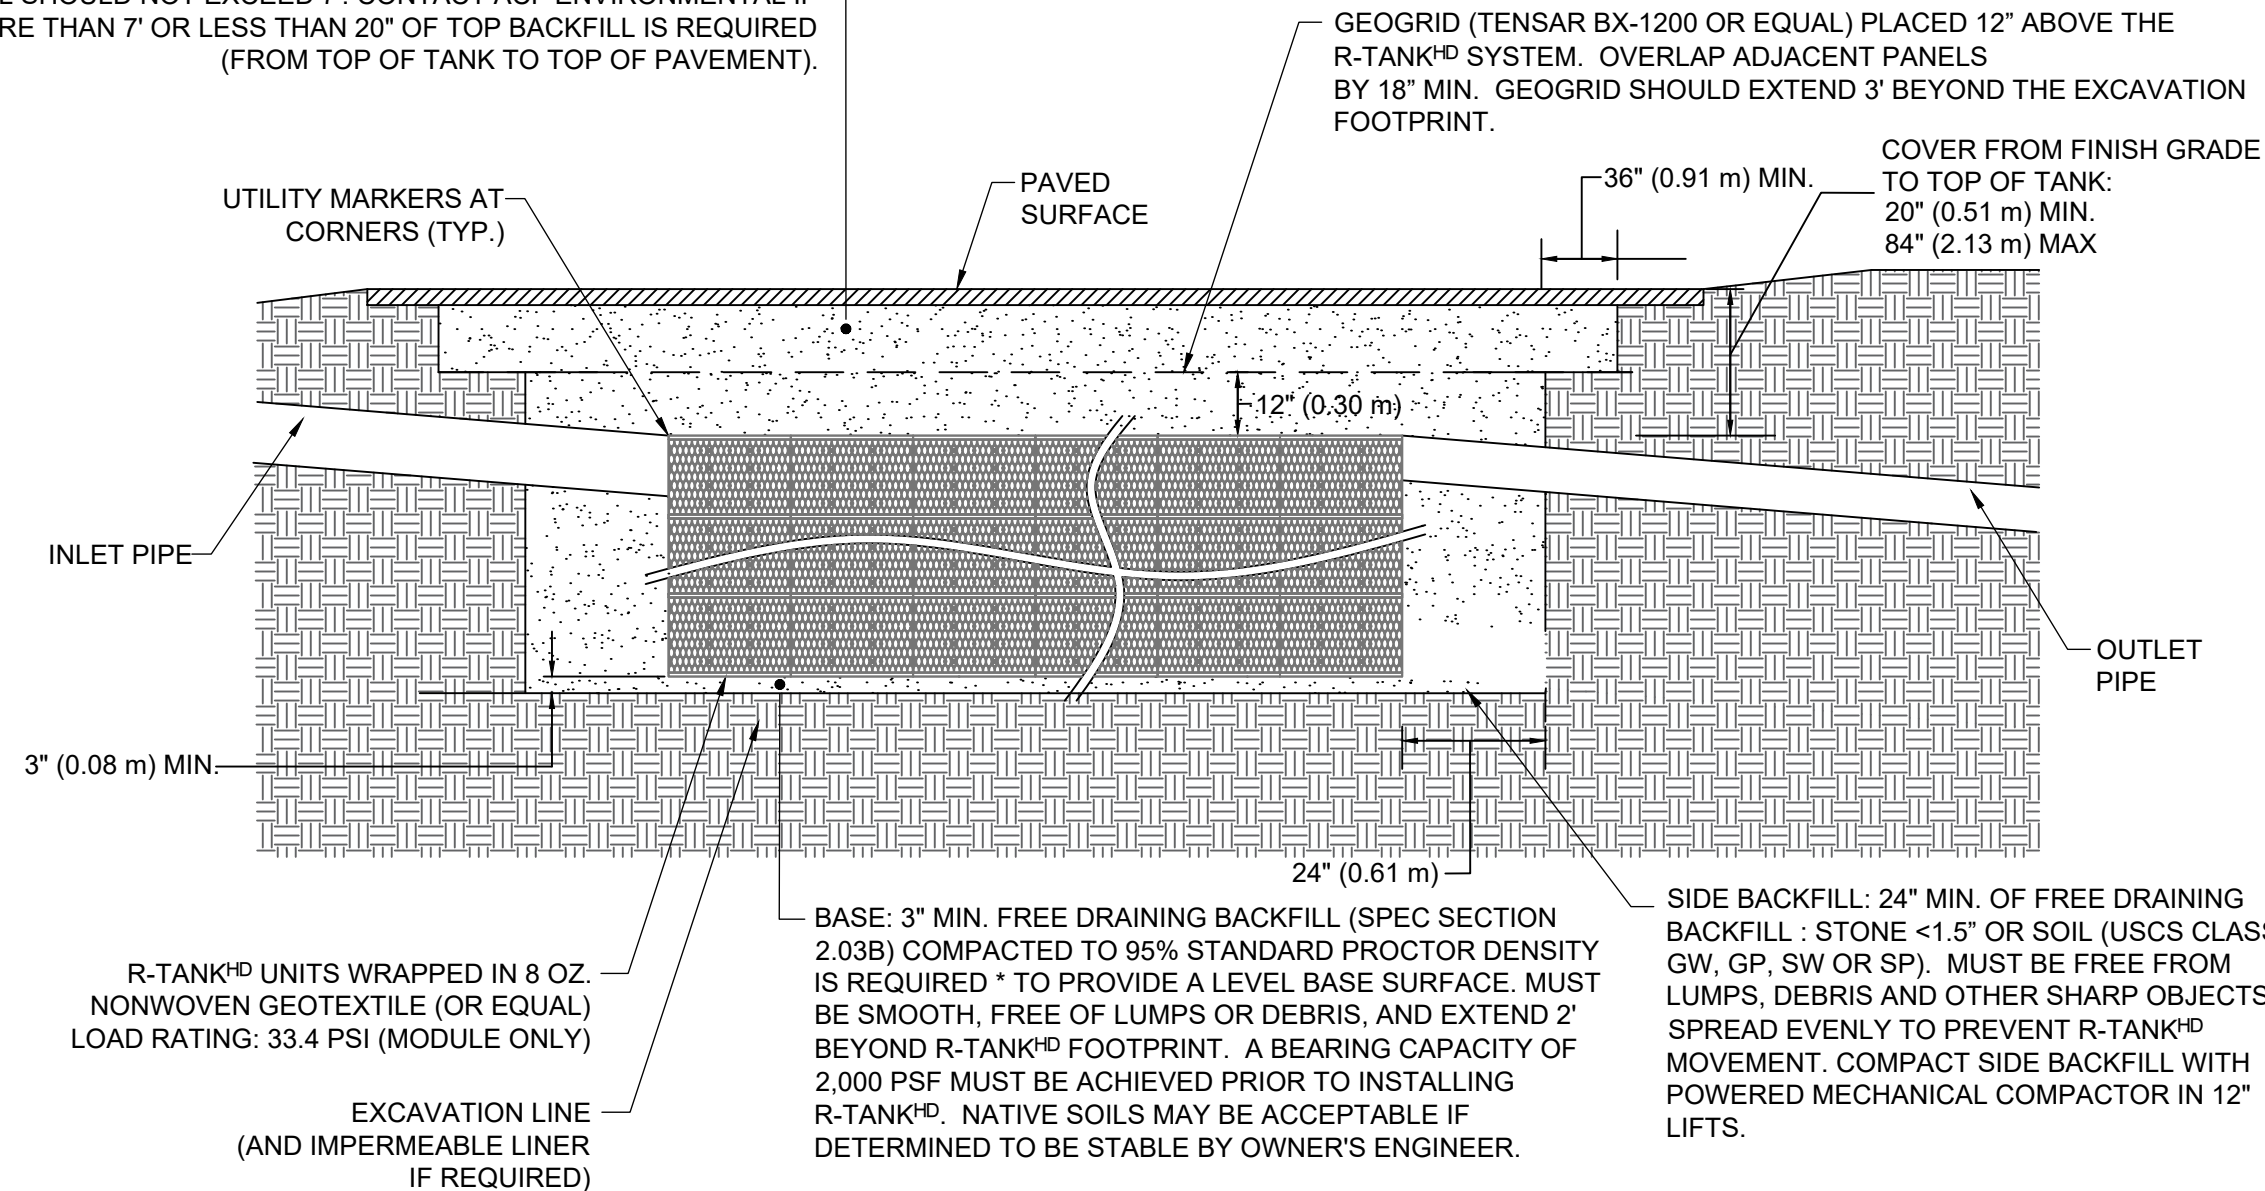 SHOULD NOT EXCEED 7'. CONTACT ACF ENVIRONMENTAL IF
THAN 7' OR LESS THAN 20" OF TOP BACKFILL IS REQUIRED
(FROM TOP OF TANK TO TOP OF PAVEMENT).
GEOGRID (TENSAR BX-1200 OR EQUAL) PLACED 12” ABOVE THE
R-TANKHD SYSTEM. OVERLAP ADJACENT PANELS
BY 18” MIN. GEOGRID SHOULD EXTEND 3' BEYOND THE EXCAVATION
FOOTPRINT.
COVER FROM FINISH GRADE
TO TOP OF TANK:
20" (0.51 m) MIN.
84" (2.13 m) MAX
36" (0.91 m) MIN.
PAVED
SURFACE
UTILITY MARKERS AT
CORNERS (TYP.)
12" (0.30 m)
INLET PIPE
OUTLET
PIPE
3" (0.08 m) MIN.
24" (0.61 m)
R-TANKHD UNITS WRAPPED IN 8 OZ.
NONWOVEN GEOTEXTILE (OR EQUAL)
LOAD RATING: 33.4 PSI (MODULE ONLY)
EXCAVATION LINE
(AND IMPERMEABLE LINER
IF REQUIRED)
BASE: 3" MIN. FREE DRAINING BACKFILL (SPEC SECTION
2.03B) COMPACTED TO 95% STANDARD PROCTOR DENSITY
IS REQUIRED * TO PROVIDE A LEVEL BASE SURFACE. MUST
BE SMOOTH, FREE OF LUMPS OR DEBRIS, AND EXTEND 2'
BEYOND R-TANKHD FOOTPRINT. A BEARING CAPACITY OF
2,000 PSF MUST BE ACHIEVED PRIOR TO INSTALLING
R-TANKHD. NATIVE SOILS MAY BE ACCEPTABLE IF
DETERMINED TO BE STABLE BY OWNER'S ENGINEER.
SIDE BACKFILL: 24" MIN. OF FREE DRAINING
BACKFILL : STONE <1.5” OR SOIL (USCS CLASS
GW, GP, SW OR SP). MUST BE FREE FROM
LUMPS, DEBRIS AND OTHER SHARP OBJECTS
SPREAD EVENLY TO PREVENT R-TANKHD
MOVEMENT. COMPACT SIDE BACKFILL WITH
POWERED MECHANICAL COMPACTOR IN 12"
LIFTS.